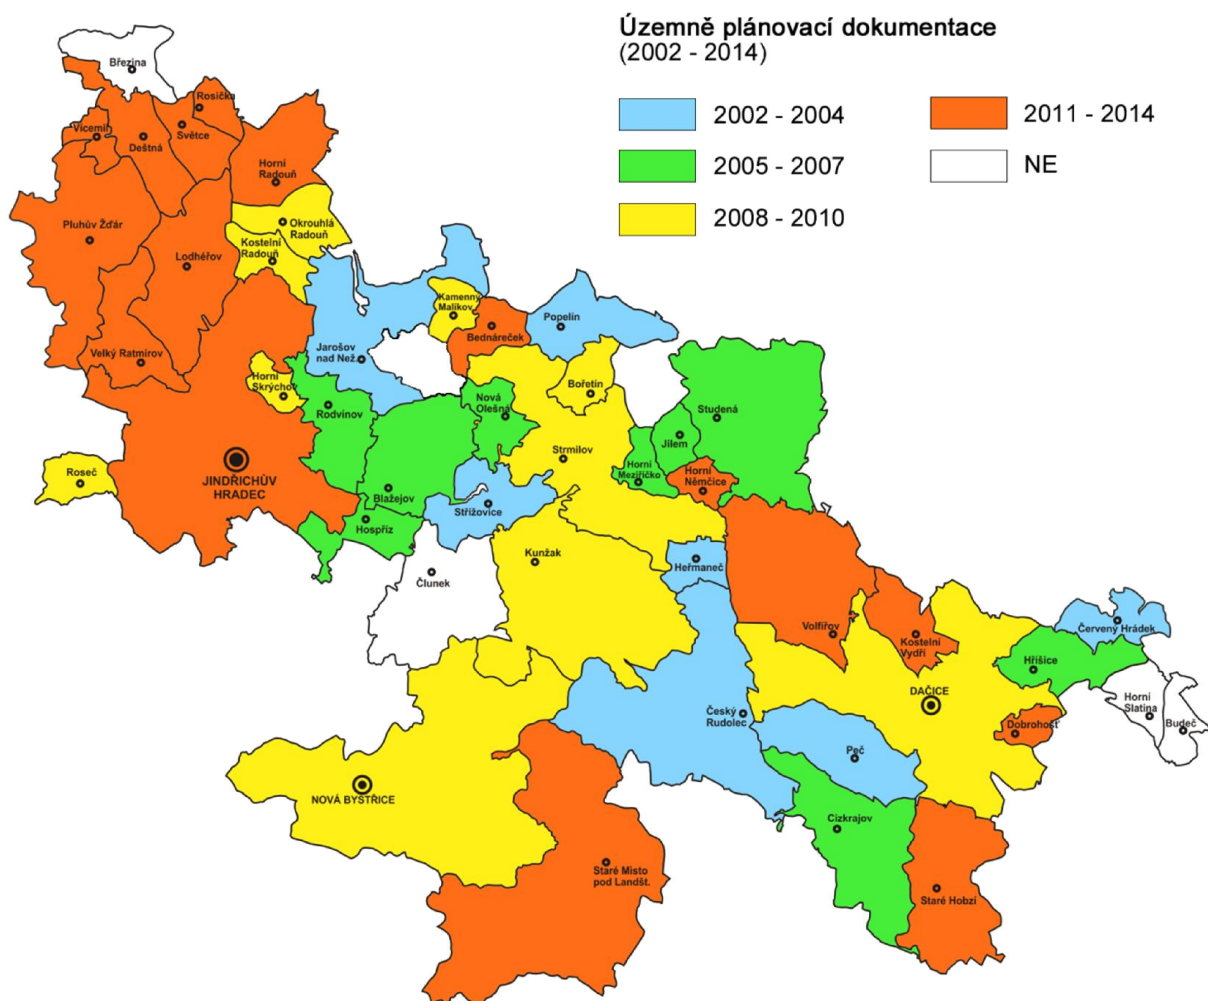 Územně plánovací dokumentace
(2002 - 2014)
2002 - 2004
2011 - 2014
2005 - 2007
NE
2008 - 2010
Březina
Rosička
Vícemil
Světce
Deštná
Horní
Radouň
Pluhův Žďár
Okrouhlá
Radouň
Kostelní
Radouň
Lodhéřov
Kamenný
Malíkov
Popelín
Bednáreček
Velký Ratmírov
Jarošov
nad Než.
Horní
Skrýchov
Bořetín
Nová
Olešná
Rodvínov
Studená
Jilem
Strmilov
Roseč
Horní
Meziříčko
Horní
Němčice
JINDŘICHŮV
HRADEC
Blažejov
Střížovice
Hospříz
Kunžak
Heřmaneč
Člunek
Volfířov
Kostelní
Vydří
Červený Hrádek
Hříšice
DAČICE
Horní
Slatina
Budeč
Český
Rudolec
Dobrohošť
Peč
NOVÁ BYSTŘICE
Cizkrajov
Staré Místo
pod Landšt.
Staré Hobzí